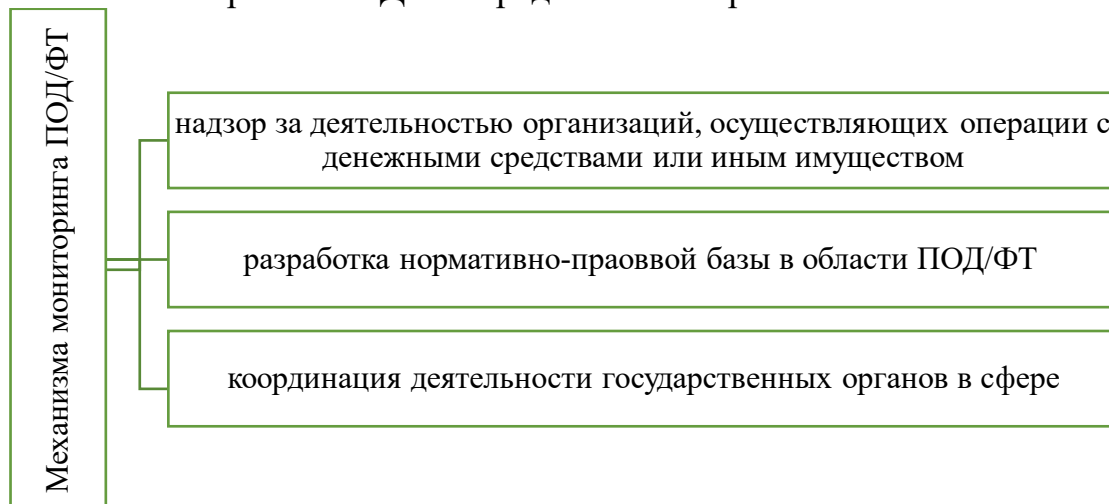 Механизма мониторинга ПОД/ФТ
надзор за деятельностью организаций, осуществляющих операции с
денежными средствами или иным имуществом
разработка нормативно-праоввой базы в области ПОД/ФТ
координация деятельности государственных органов в сфере